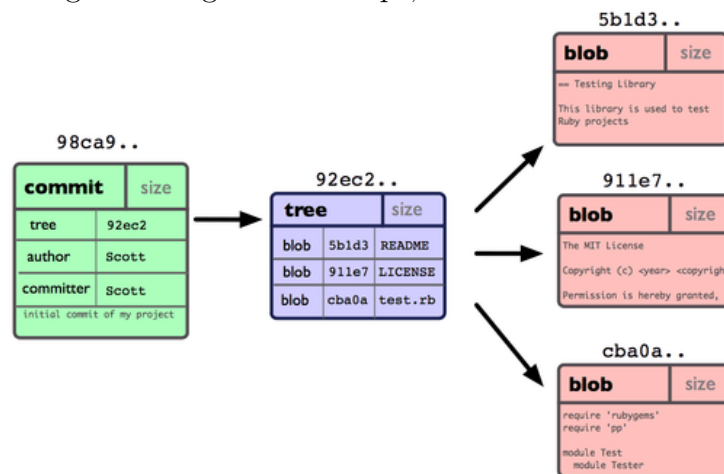 5b1d3..
blob size
== Testing Library
This library is used to test
Ruby projects
98ca9..
commit size
tree 92ec2
author Scott
committer Scott
initial commit of my project
92ec2..
tree size
blob 5b1d3 README
blob 911e7 LICENSE
blob cba0a test.rb
911e7..
blob size
The MIT License
Copyright (c) <year> <copyrigh
Permission is hereby granted,
cba0a..
blob size
require 'rubygems'
require 'pp'
module Test
module Tester